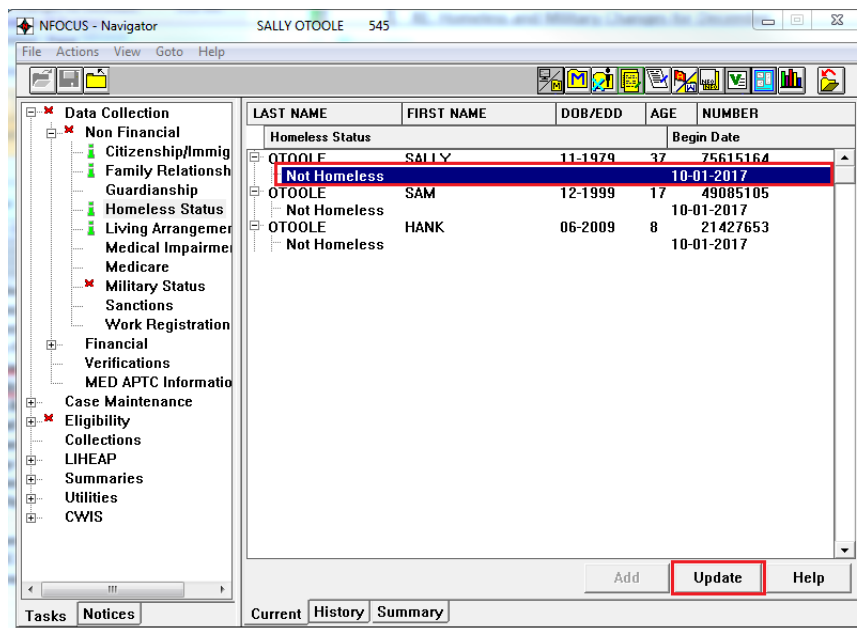 NFOCUS - Navigator SALLY OTOOLE 545
File Actions View Goto Help
Data Collection
Non Financial
Citizenship/Immig
Family Relationsh
Guardianship
Homeless Status
Living Arrangemer
Medical Impairmer
Medicare
Military Status
Sanctions
Work Registration
Financial
Verifications
MED APTC Informatio
Case Maintenance
Eligibility
Collections
LIHEAP
Summaries
Utilities
CWIS
Tasks Notices
LAST NAME FIRST NAME DOB/EDD AGE NUMBER
Homeless Status Begin Date
OTOOLE SALLY 11-1979 37 75615164
Not Homeless 10-01-2017
OTOOLE SAM 12-1999 17 49085105
Not Homeless 10-01-2017
OTOOLE HANK 06-2009 8 21427653
Not Homeless 10-01-2017
Add Update Help
Current History Summary